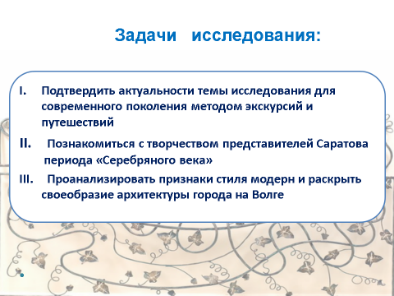 Задачи исследования:
I. Подтвердить актуальности темы исследования для
современного поколения методом экскурсий и
путешествий
II. Познакомиться с творчеством представителей Саратова
периода «Серебряного века»
III. Проанализировать признаки стиля модерн и раскрыть
своеобразие архитектуры города на Волге